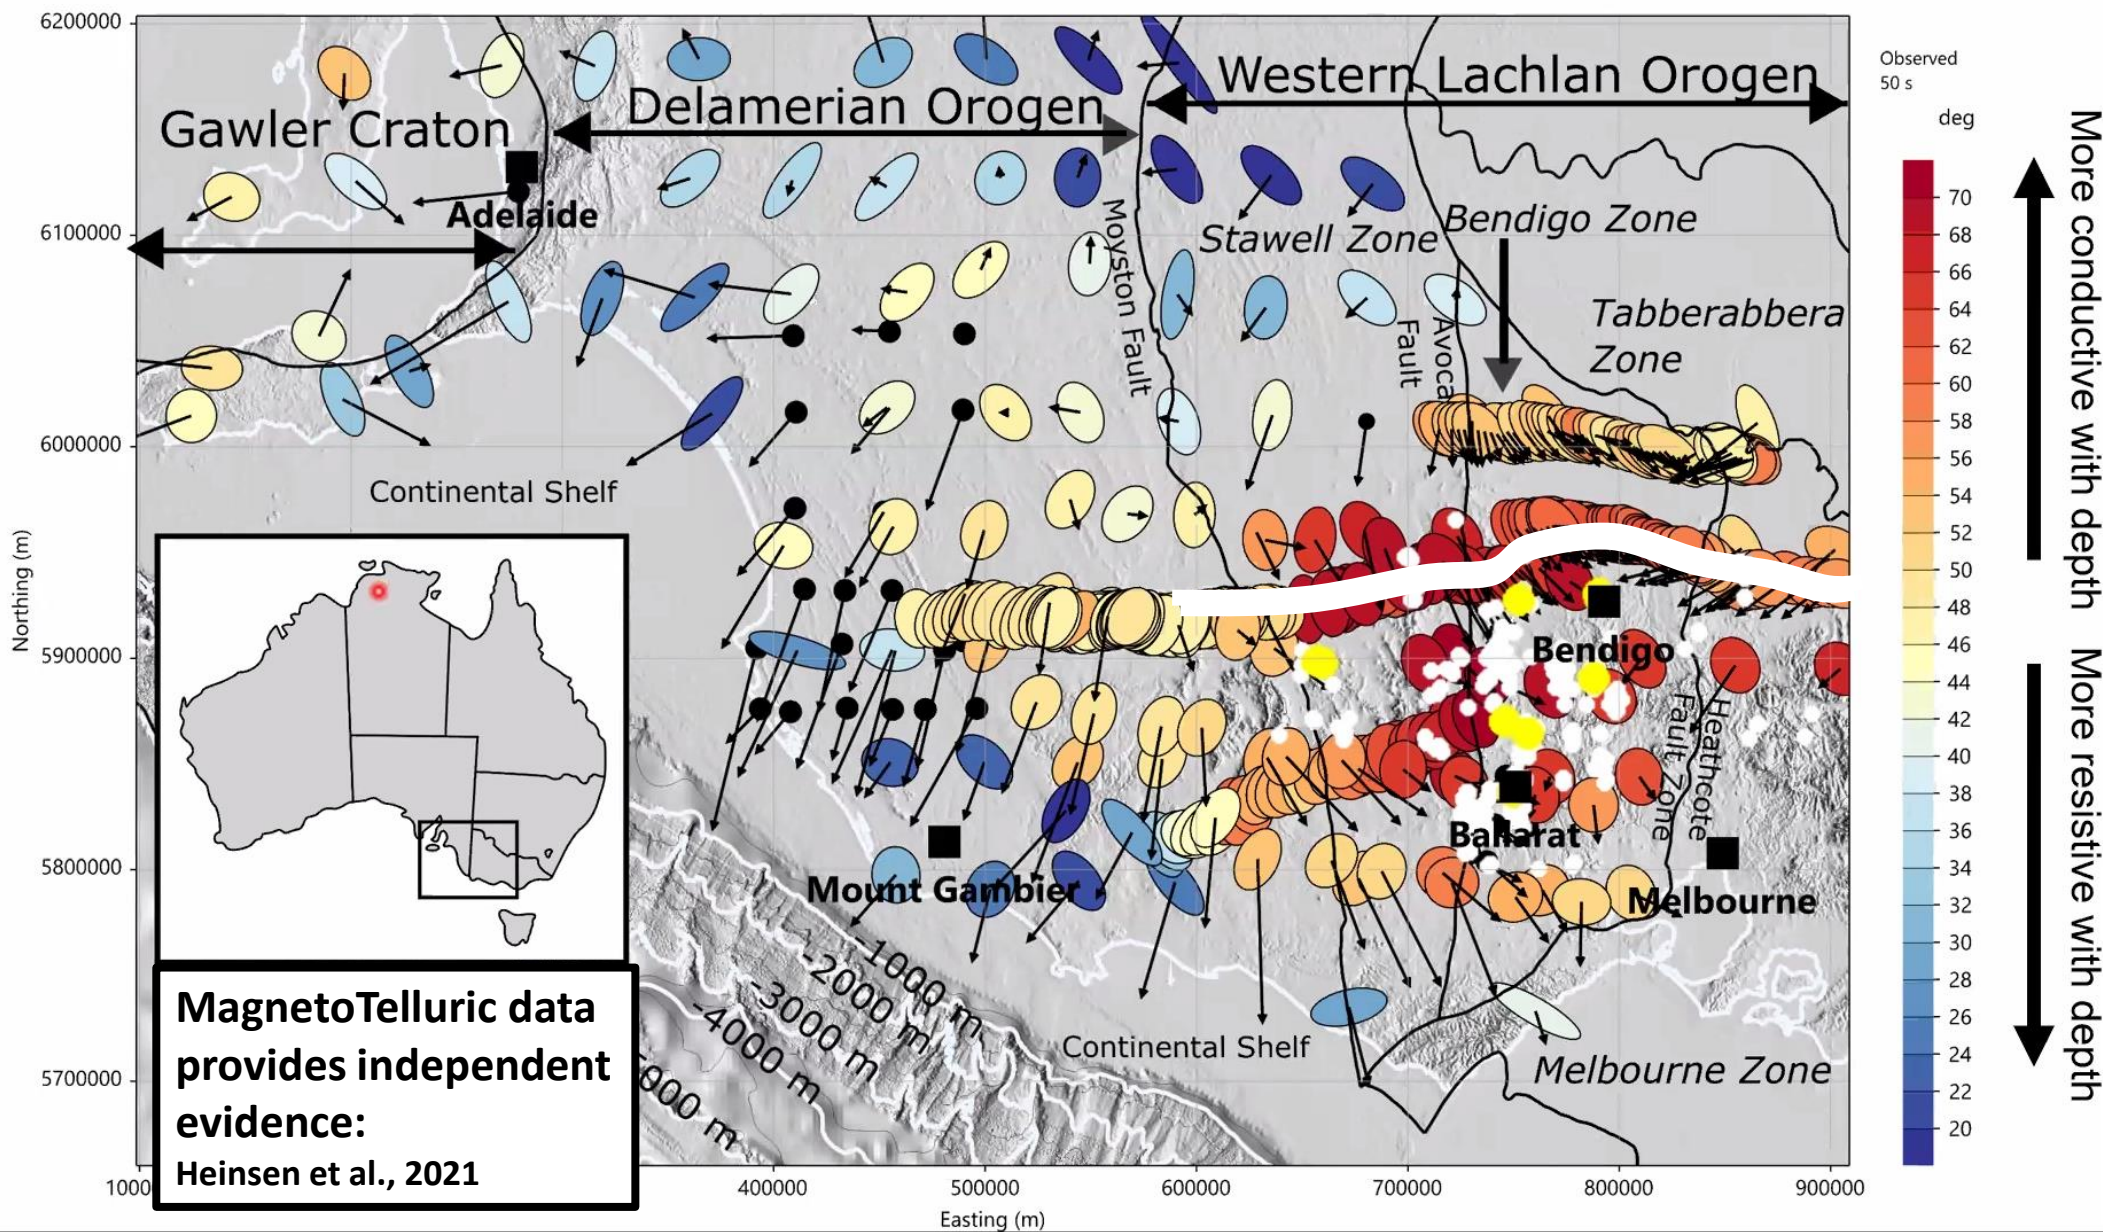 6200000
6100000
6000000
5900000
5800000
5700000
Northing (m)
400000
500000
600000
700000
800000
900000
Easting (m)
Gawler Craton
Delamerian Orogen
Western Lachlan Orogen
Adelaide
Moyston Fault
Stawell Zone
Bendigo Zone
Avoca
Fault
Tabberabbera
Zone
Continental Shelf
Bendigo
Heathcote
Fault Zone
Ballarat
Mount Gambier
Melbourne
-1000 m
-2000 m
-3000 m
-4000 m
Continental Shelf
Melbourne Zone
MagnetoTelluric data
provides independent
evidence:
Heinsen et al., 2021
Observed
50 s
deg
70
68
66
64
62
60
58
56
54
52
50
48
46
44
42
40
38
36
34
32
30
28
26
24
22
20
More conductive with depth
More resistive with depth